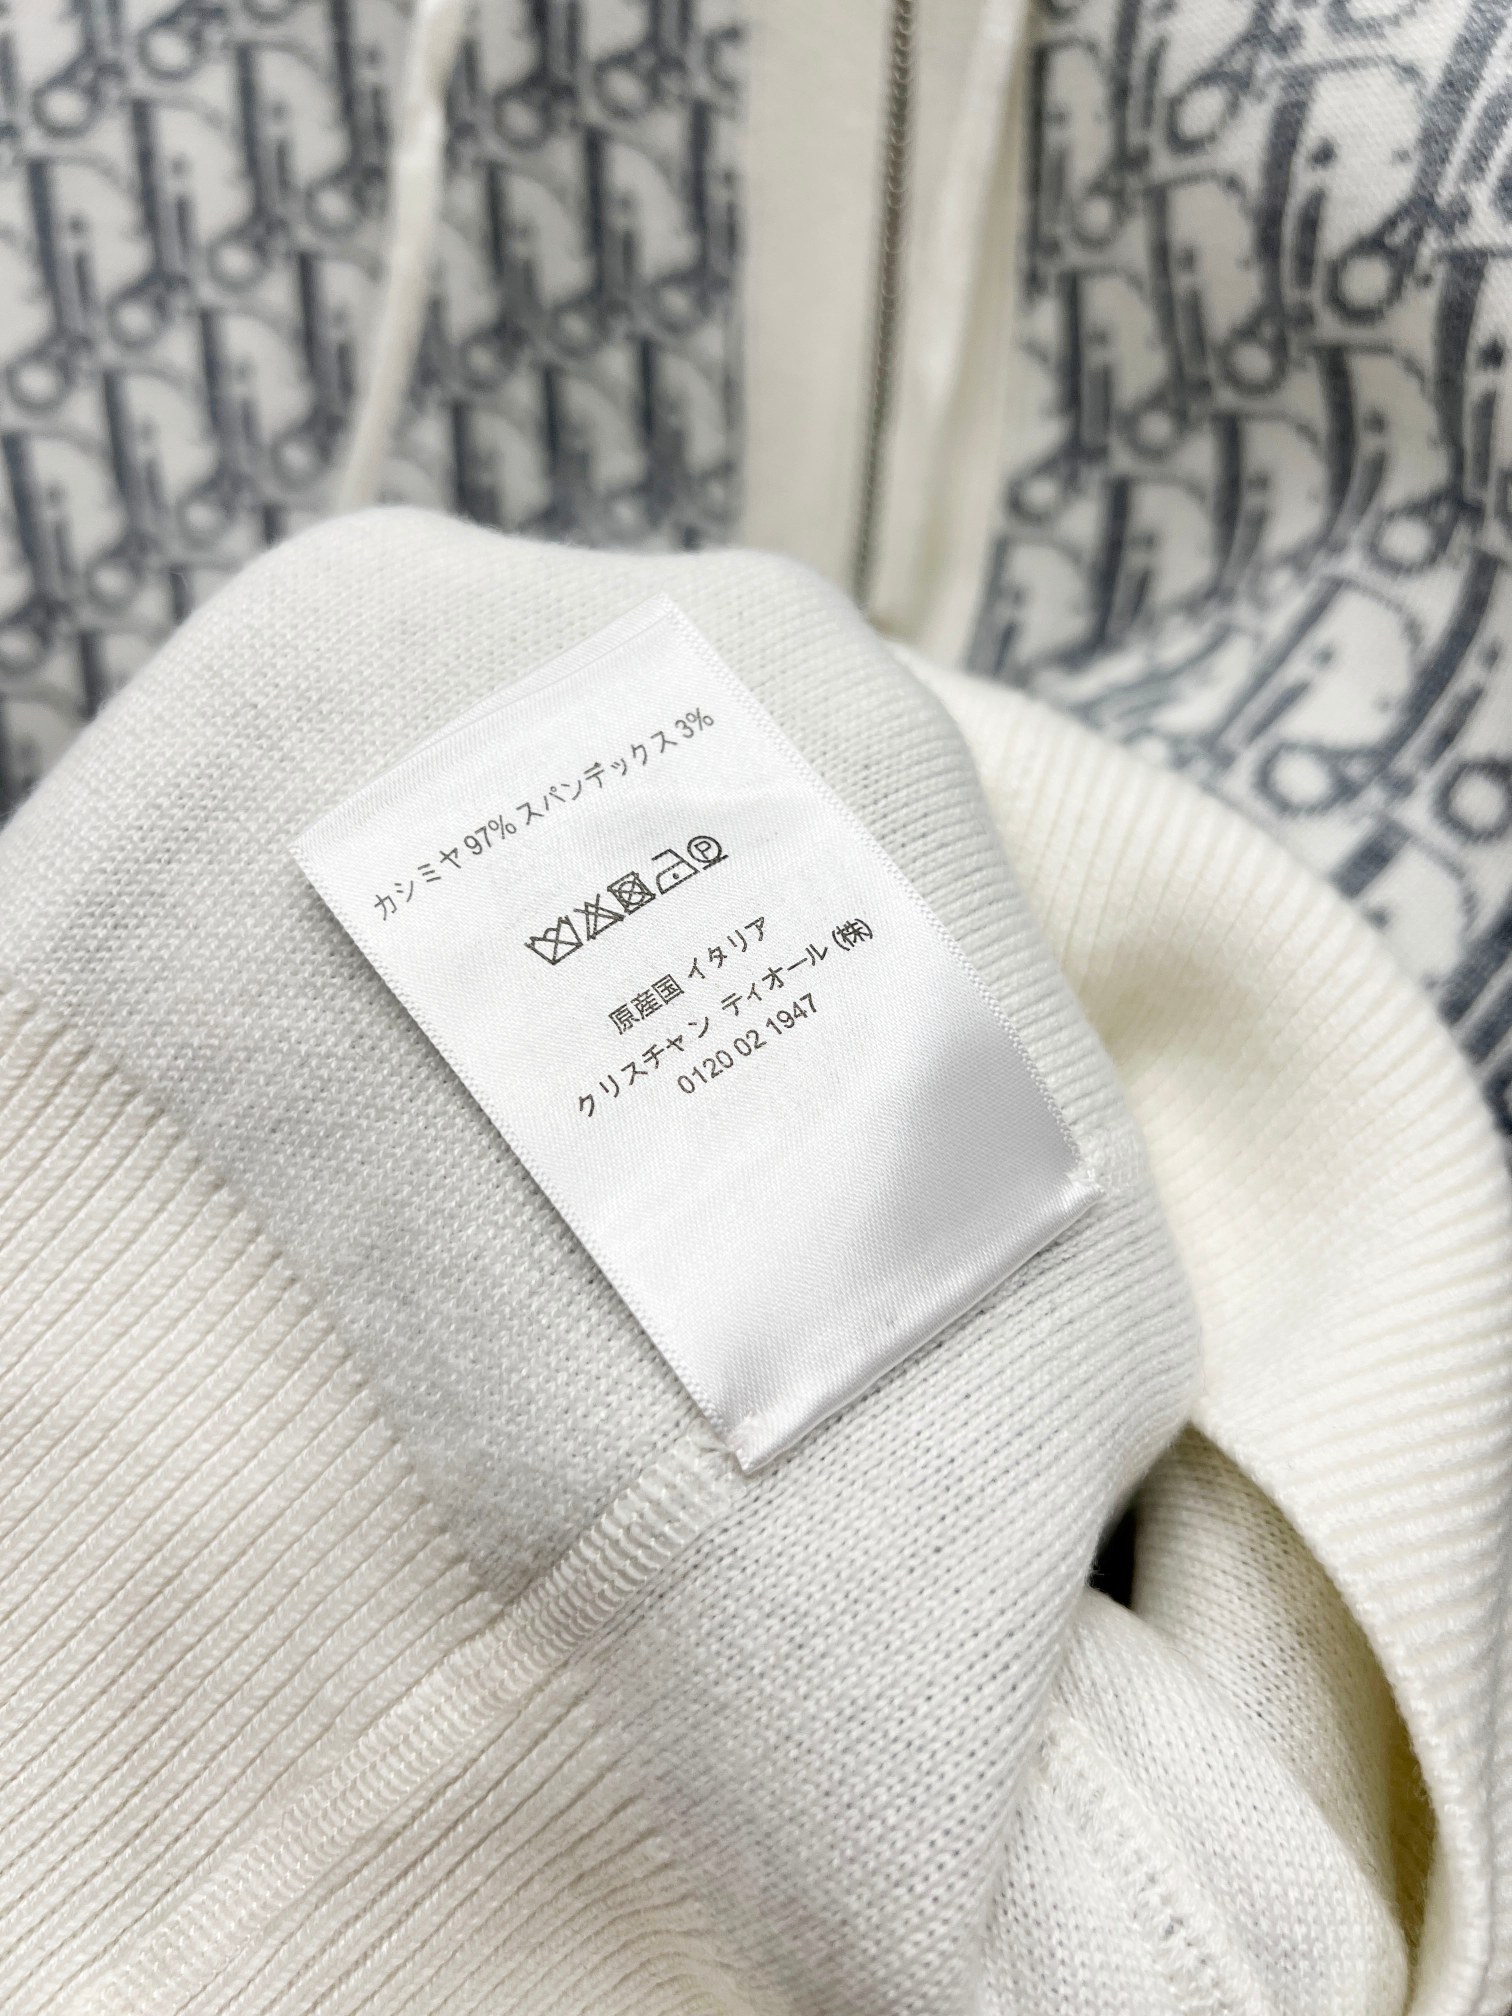 カシミヤ 97% スパンデックス 3%
原産国 イタリア
クリスチャン ディオール (株)
0120 02 1947